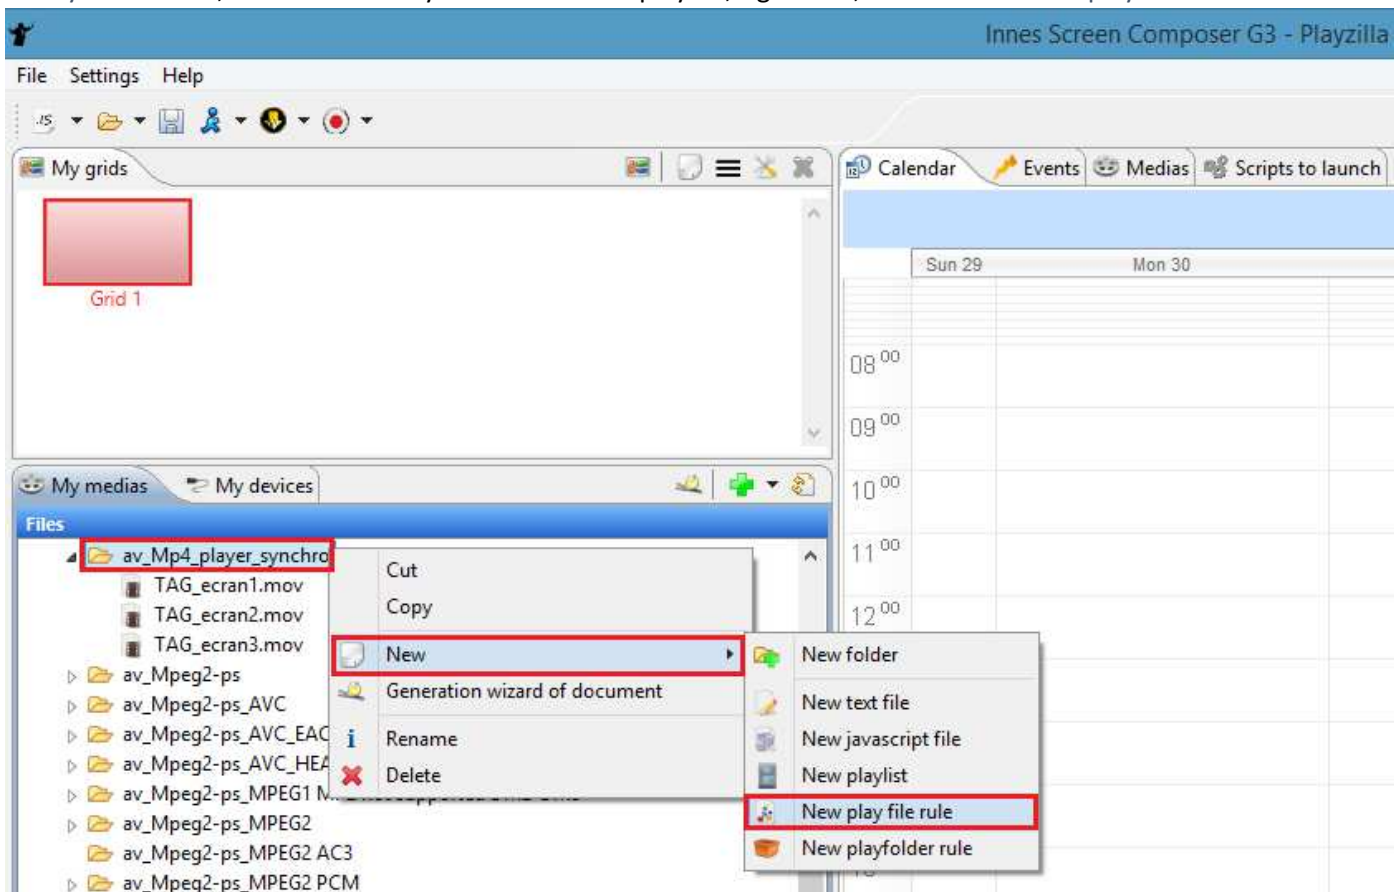 Innes Screen Composer G3 - Playzilla
File Settings Help
My grids
Grid 1
Calendar Events Medias Scripts to launch
Sun 29 Mon 30
08 00
09 00
10 00
11 00
12 00
My medias My devices
Files
av_Mp4_player_synchro
TAG_ecran1.mov
TAG_ecran2.mov
TAG_ecran3.mov
av_Mpeg2-ps
av_Mpeg2-ps_AVC
av_Mpeg2-ps_AVC_EAC
av_Mpeg2-ps_AVC_HEA
av_Mpeg2-ps_MPEG1
av_Mpeg2-ps_MPEG2
av_Mpeg2-ps_MPEG2 AC3
av_Mpeg2-ps_MPEG2 PCM
Cut
Copy
New
Generation wizard of document
Rename
Delete
New folder
New text file
New javascript file
New playlist
New play file rule
New playfolder rule